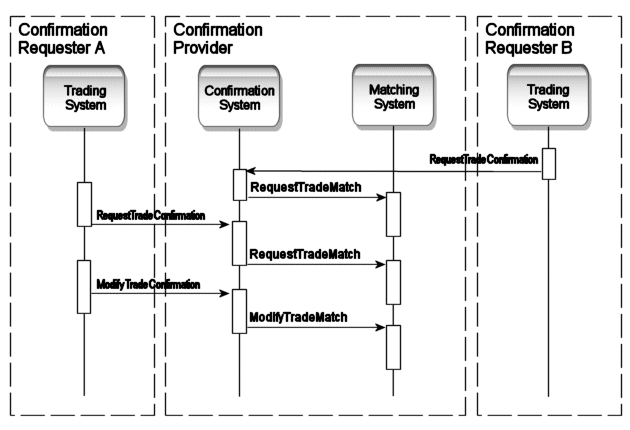 Confirmation
Requester A
Confirmation
Provider
Confirmation
Requester B
Trading
System
Confirmation
System
Matching
System
Trading
System
RequestTradeConfirmation
RequestTradeMatch
RequestTradeConfirmation
RequestTradeMatch
ModifyTradeConfirmation
ModifyTradeMatch